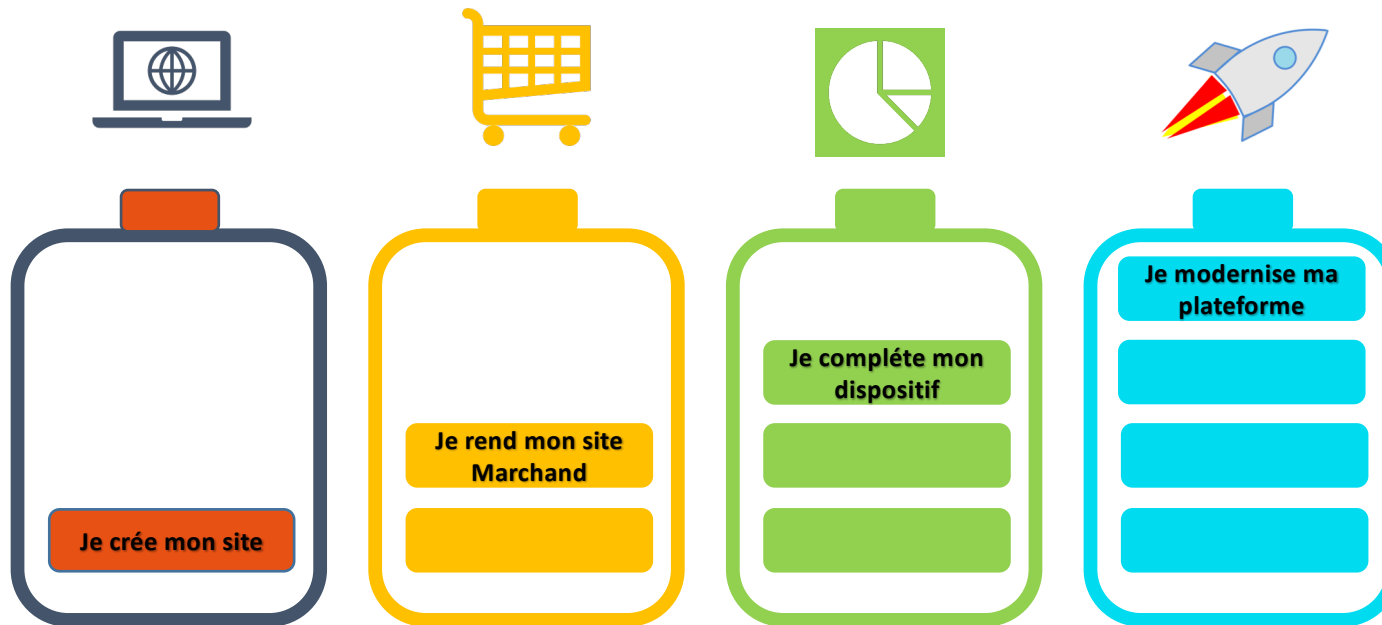 Je crée mon site
Je rend mon site
Marchand
Je compléte mon
dispositif
Je modernise ma
plateforme